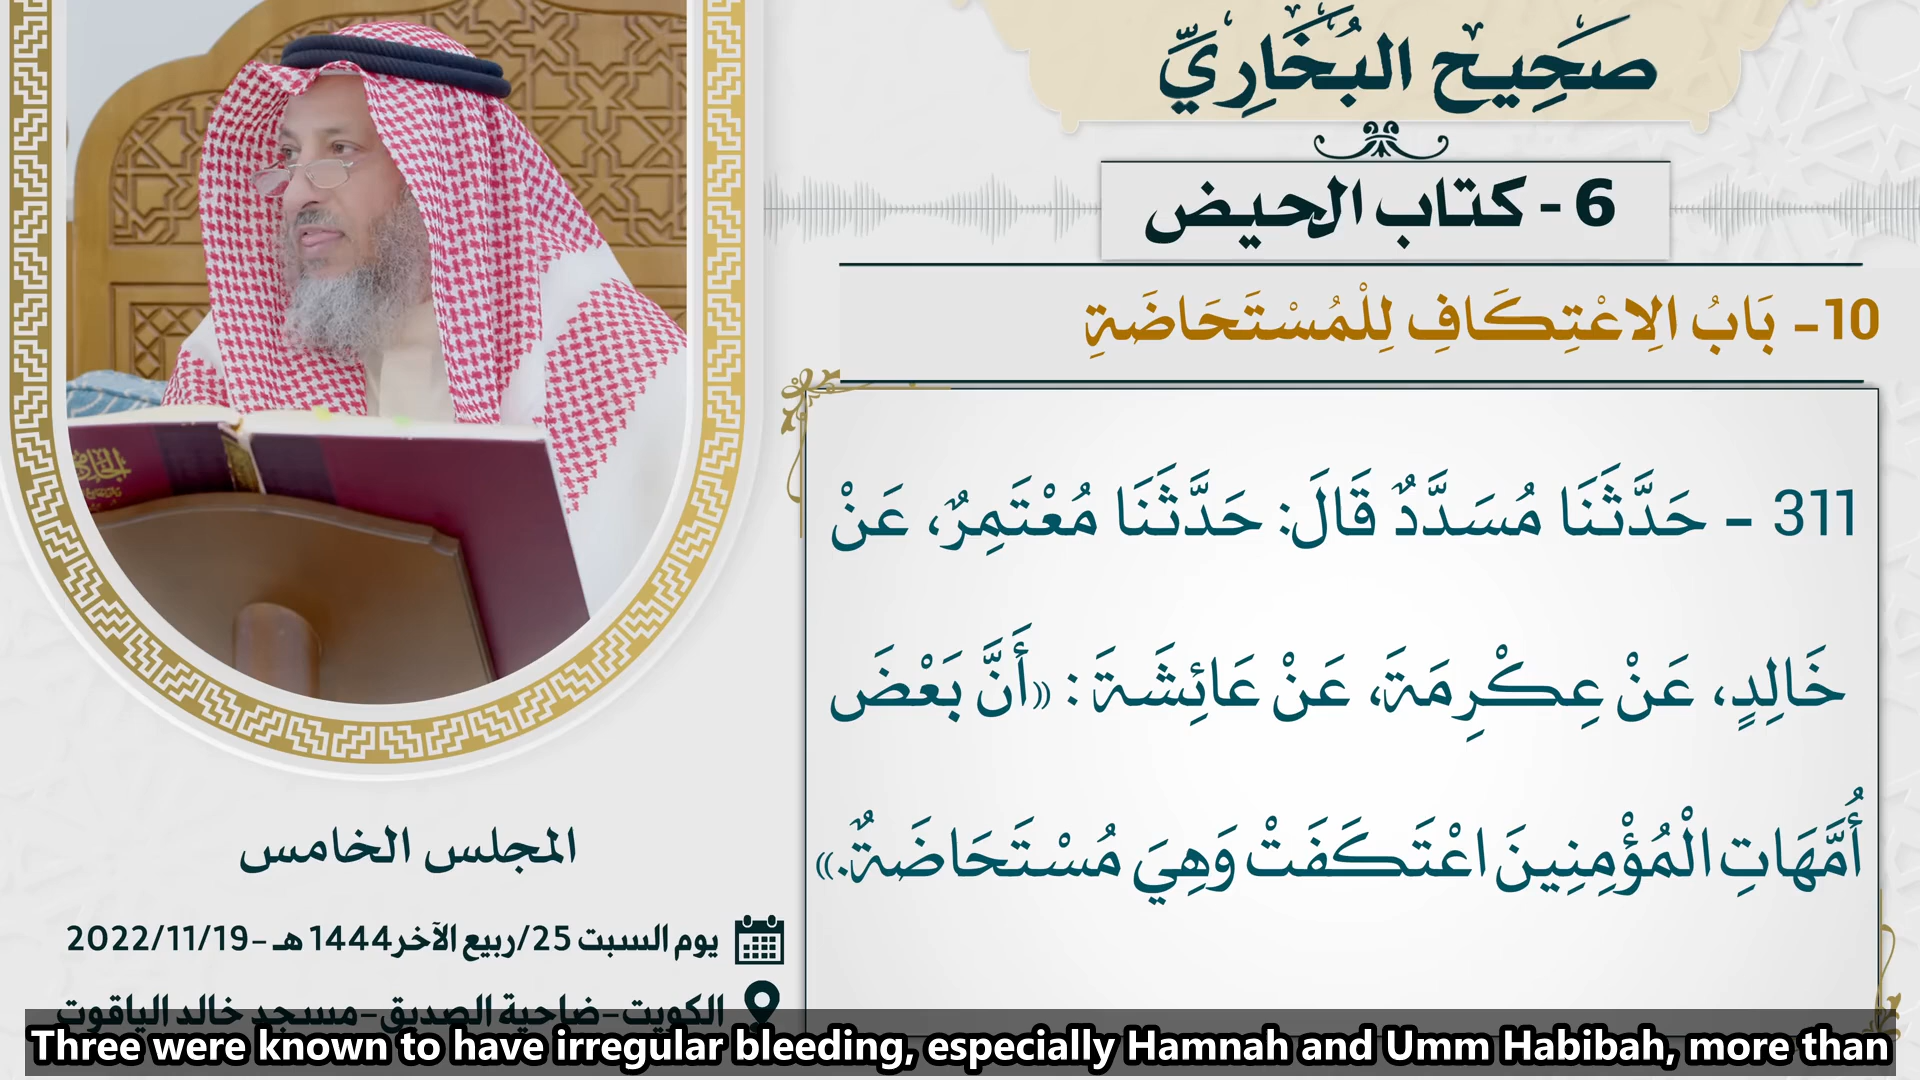 صَحِيح البُخَارِيِّ
6 - كتاب الحيض
10- بَابُ الِاعْتِكَافِ لِلْمُسْتَحَاضَةِ
311 - حَدَّثَنَا مُسَدَّدٌ قَالَ: حَدَّثَنَا مُعْتَمِرٌ، عَنْ
خَالِدٍ، عَنْ عِكْرِمَةَ، عَنْ عَائِشَةَ : «أَنَّ بَعْضَ
أُمَّهَاتِ الْمُؤْمِنِينَ اعْتَكَفَتْ وَهِيَ مُسْتَحَاضَةٌ.»
المجلس الخامس
يوم السبت 25/ربيع الآخر1444 هـ -2022/11/19
الكويت-ضاحية الصديق-مسجد خالد الياقوت
Three were known to have irregular bleeding, especially Hamnah and Umm Habibah, more than